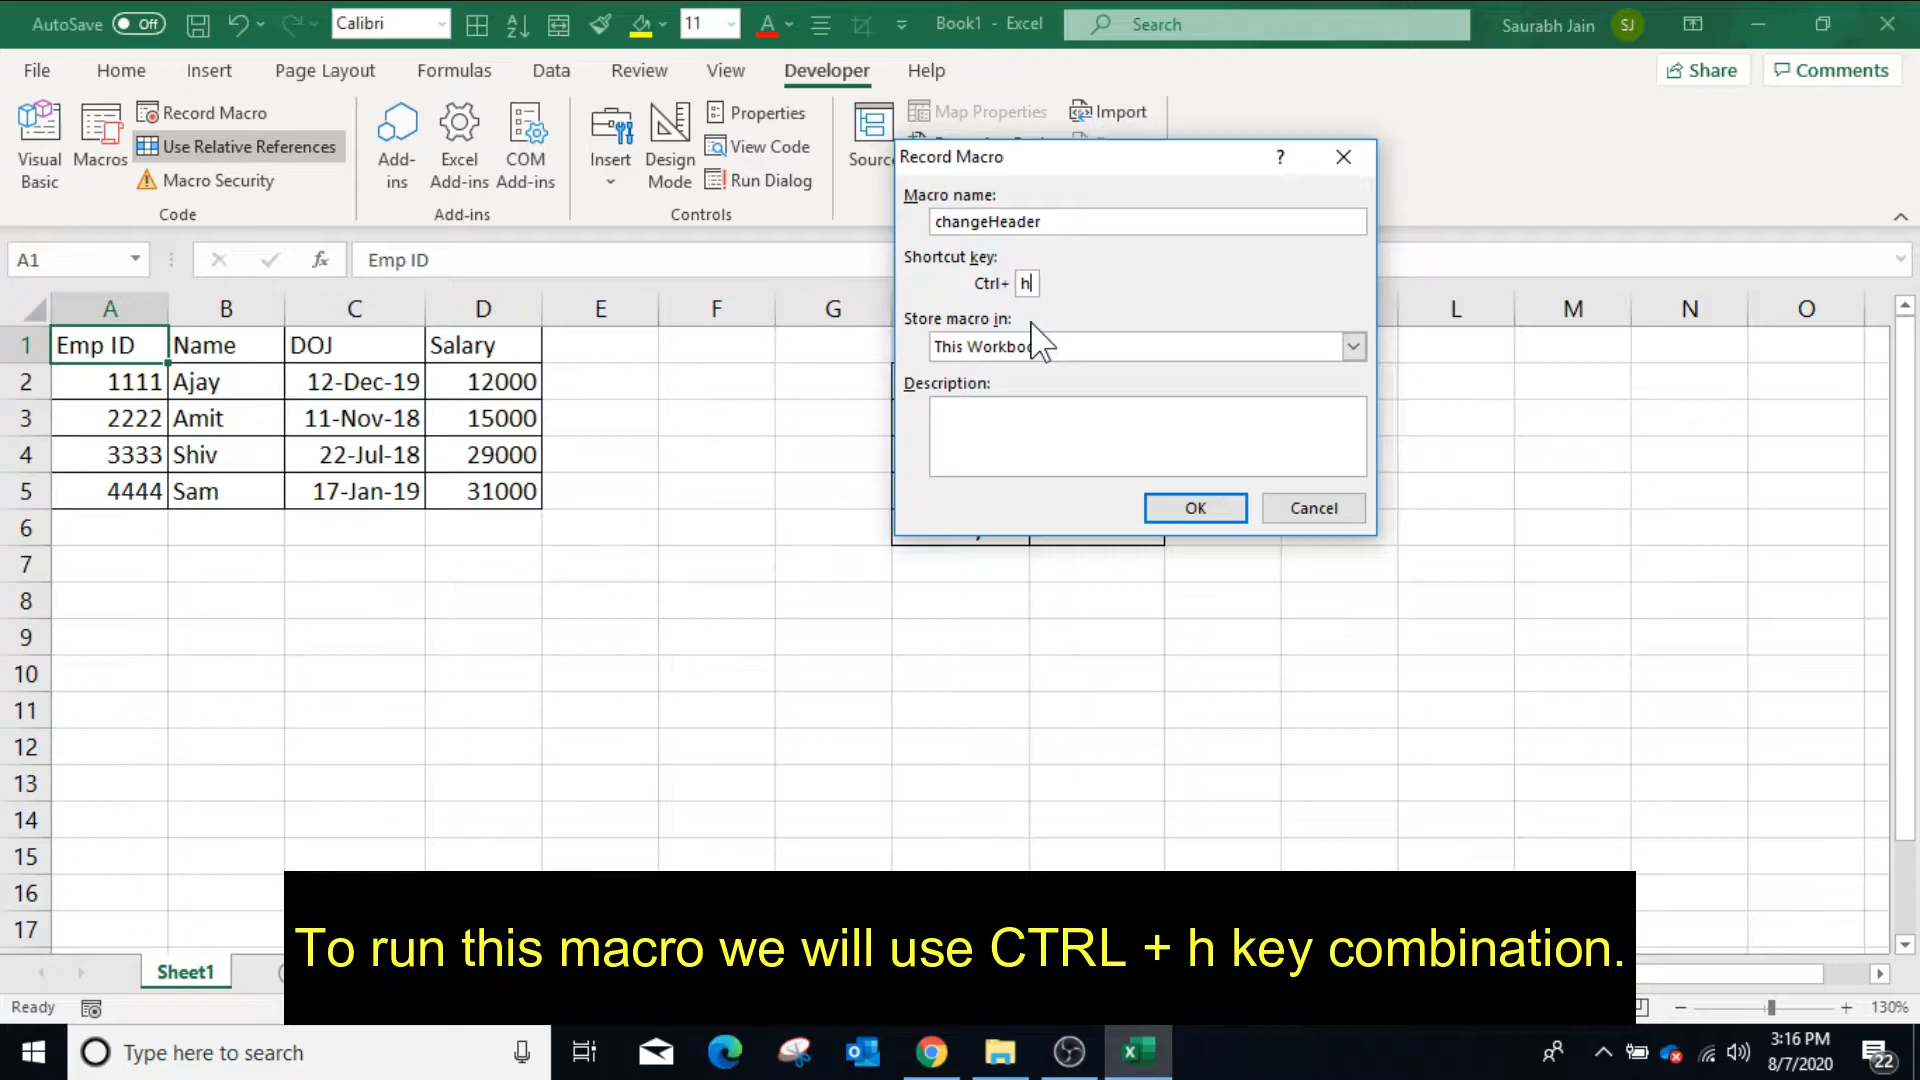 AutoSave Off Calibri 11 A Book1 - Excel Search Saurabh Jain SJ
File Home Insert Page Layout Formulas Data Review View Developer Help Share Comments
Visual Basic
Macros
Record Macro
Use Relative References
Macro Security
Code
Add-ins
Excel Add-ins
COM Add-ins
Add-ins
Insert
Design Mode
Properties
View Code
Run Dialog
Controls
Source
Map Properties
Import
A1 fx Emp ID
A B C D E F G L M N O
1 Emp ID Name DOJ Salary
2 1111 Ajay 12-Dec-19 12000
3 2222 Amit 11-Nov-18 15000
4 3333 Shiv 22-Jul-18 29000
5 4444 Sam 17-Jan-19 31000
6
7
8
9
10
11
12
13
14
15
16
17
Record Macro ?
Macro name:
changeHeader
Shortcut key:
Ctrl+ h
Store macro in:
This Workboo
Description:
OK Cancel
To run this macro we will use CTRL + h key combination.
Sheet1
Ready 130%
Type here to search
3:16 PM
8/7/2020
22